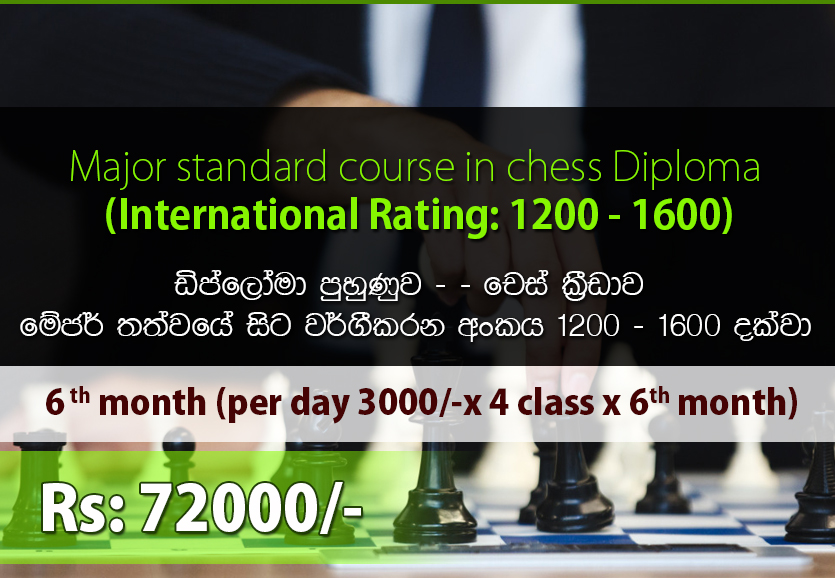 Major standard course in chess Diploma
(International Rating: 1200 - 1600)
ඩිප්ලෝමා පුහුණුව - - චෙස් ක්‍රීඩාව
මේජර් තත්වයේ සිට වර්ගීකරන අංකය 1200 - 1600 දක්වා
6 th month (per day 3000/-x 4 class x 6th month)
Rs: 72000/-